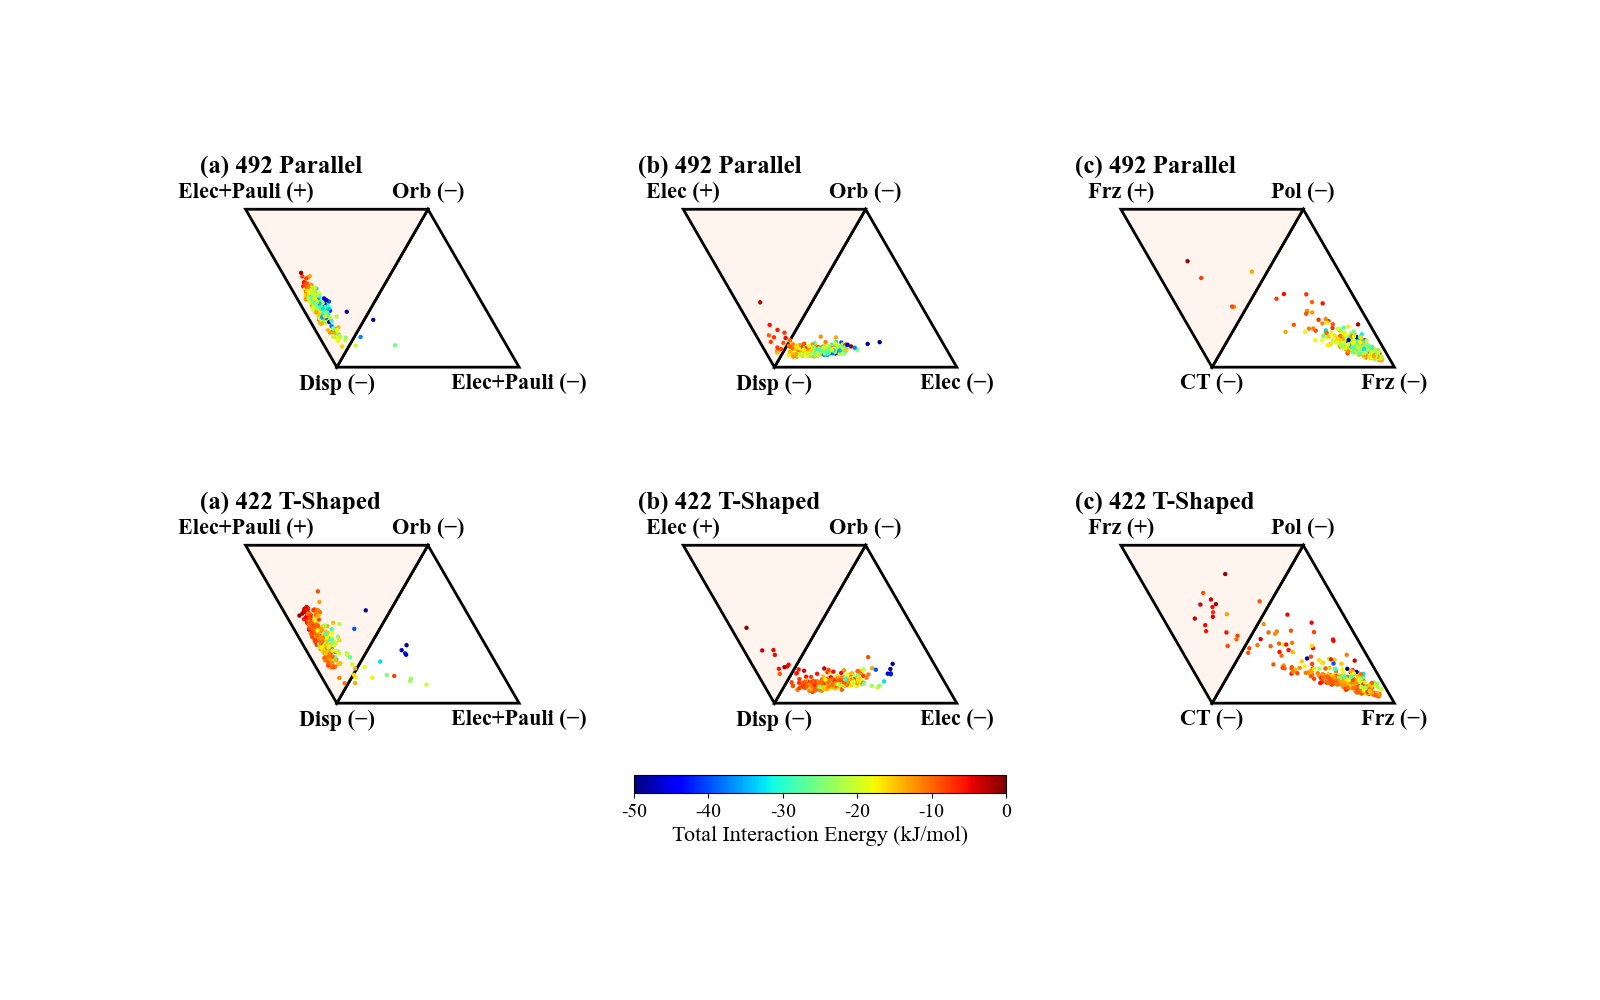 (a) 492 Parallel
Elec+Pauli (+)
Orb (−)
Disp (−)
Elec+Pauli (−)
(b) 492 Parallel
Elec (+)
Orb (−)
Disp (−)
Elec (−)
(c) 492 Parallel
Frz (+)
Pol (−)
CT (−)
Frz (−)
(a) 422 T-Shaped
Elec+Pauli (+)
Orb (−)
Disp (−)
Elec+Pauli (−)
(b) 422 T-Shaped
Elec (+)
Orb (−)
Disp (−)
Elec (−)
(c) 422 T-Shaped
Frz (+)
Pol (−)
CT (−)
Frz (−)
-50 -40 -30 -20 -10 0
Total Interaction Energy (kJ/mol)